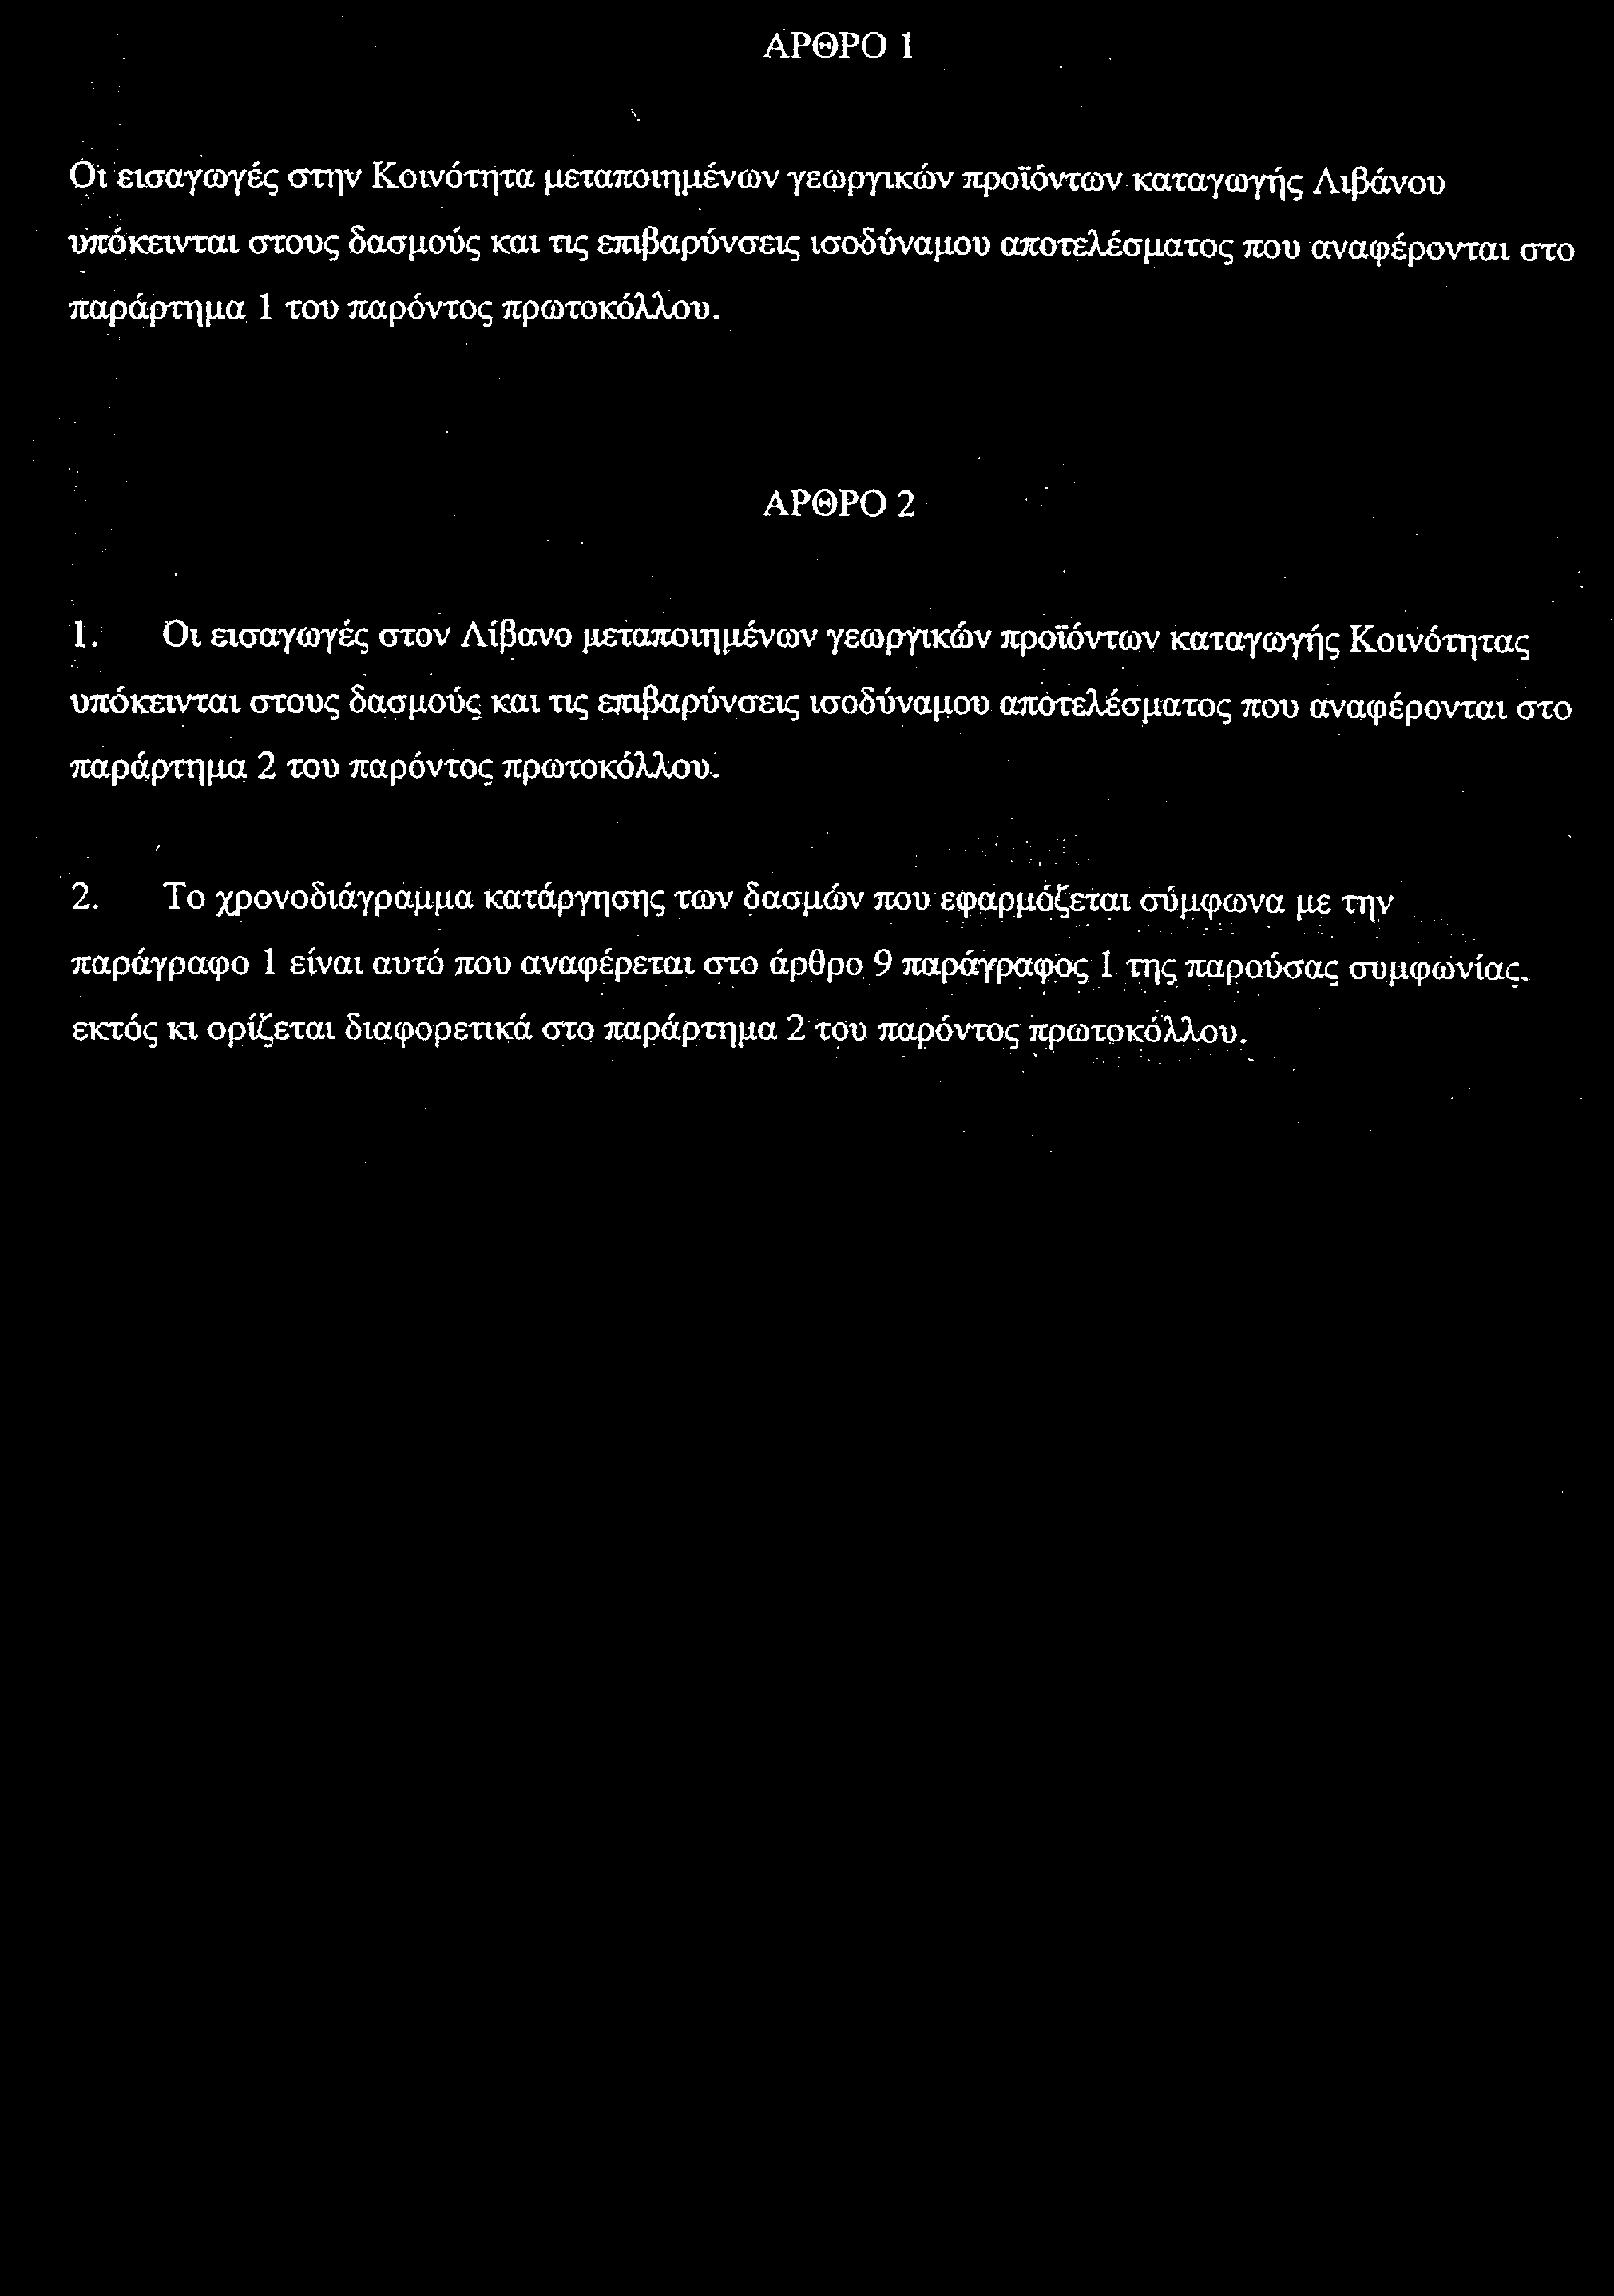 ΑΡΘΡΟ 1
Οι εισαγωγές στην Κοινότητα μεταποιημένων γεωργικών προϊόντων καταγωγής Λιβάνου
υπόκεινται στους δασμούς και τις επιβαρύνσεις ισοδύναμου αποτελέσματος που αναφέρονται στο
παράρτημα 1 του παρόντος πρωτοκόλλου.
ΑΡΘΡΟ 2
1. Οι εισαγωγές στον Λίβανο μεταποιημένων γεωργικών προϊόντων καταγωγής Κοινότητας
υπόκεινται στους δασμούς και τις επιβαρύνσεις ισοδύναμου αποτελέσματος που αναφέρονται στο
παράρτημα 2 του παρόντος πρωτοκόλλου.
2. Το χρονοδιάγραμμα κατάργησης των δασμών που εφαρμόζεται σύμφωνα με την
παράγραφο 1 είναι αυτό που αναφέρεται στο άρθρο 9 παράγραφος 1 της παρούσας συμφωνίας,
εκτός κι ορίζεται διαφορετικά στο παράρτημα 2 του παρόντος πρωτοκόλλου.